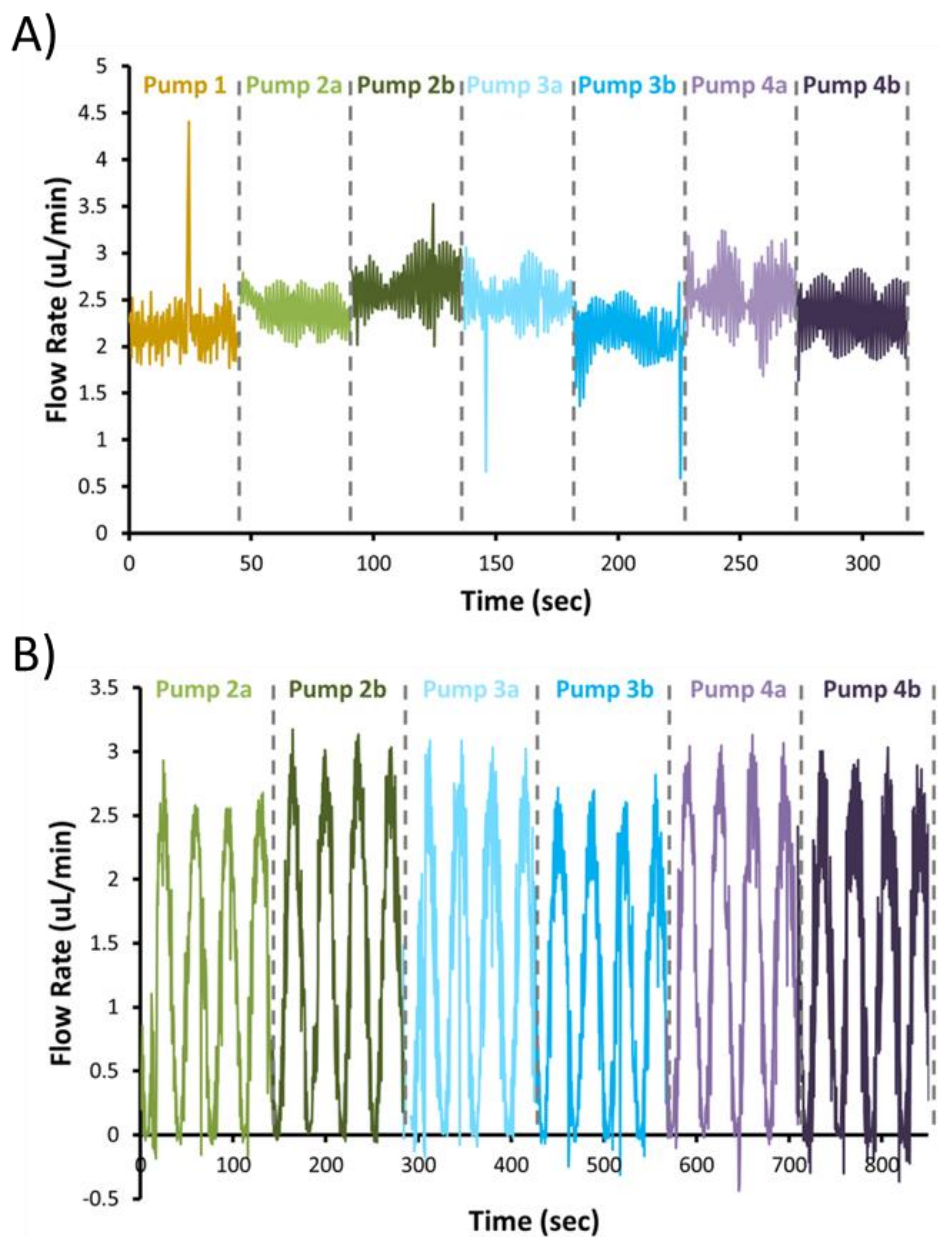 A)
Pump 1 Pump 2a Pump 2b Pump 3a Pump 3b Pump 4a Pump 4b
5
4.5
4
3.5
3
2.5
2
1.5
1
0.5
0
Flow Rate (uL/min)
0 50 100 150 200 250 300
Time (sec)
B)
Pump 2a Pump 2b Pump 3a Pump 3b Pump 4a Pump 4b
3.5
3
2.5
2
1.5
1
0.5
0
-0.5
Flow Rate (uL/min)
0 100 200 300 400 500 600 700 800
Time (sec)